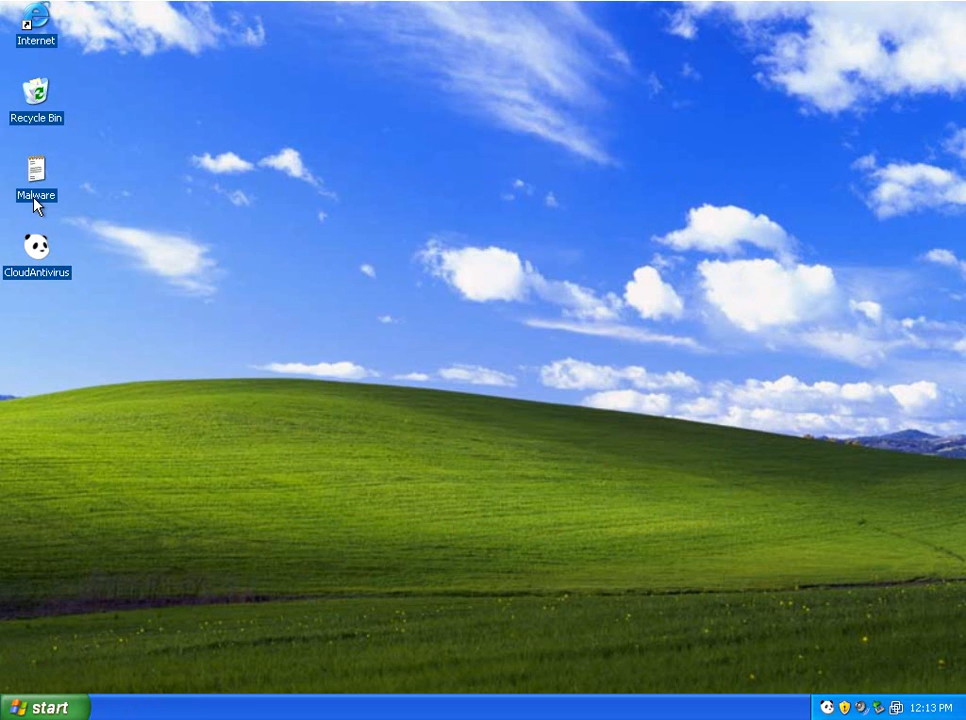 Internet
Recycle Bin
Malware
CloudAntivirus
start
12:13 PM